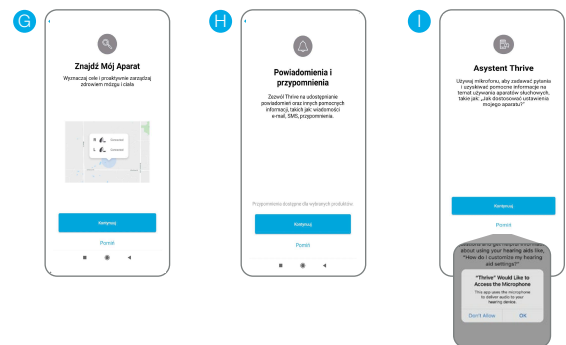 G
Znajdź Mój Aparat
Wyznaczaj cele i proaktywnie zarządzaj
zdrowiem mózgu i ciała
R
L
Kontynuuj
Pomiń
H
Powiadomienia i
przypomnienia
Zezwól Thrive na udostępnianie
powiadomień oraz innych pomocnych
informacji, takich jak: wiadomości
e-mail, SMS, przypomnienia.
Przypomnienia dostępne dla wybranych produktów
Kontynuuj
Pomiń
I
Asystent Thrive
Używaj mikrofonu, aby zadawać pytania
i uzyskiwać pomocne informacje na
temat używania aparatów słuchowych,
takie jak: „Jak dostosować ustawienia
mojego aparatu?”
Kontynuuj
Pomiń
about using your hearing aids like,
"How do I customize my hearing
aid settings?"
"Thrive" Would Like to
Access the Microphone
This app uses the microphone
to deliver audio to your
hearing device.
Don't Allow
OK